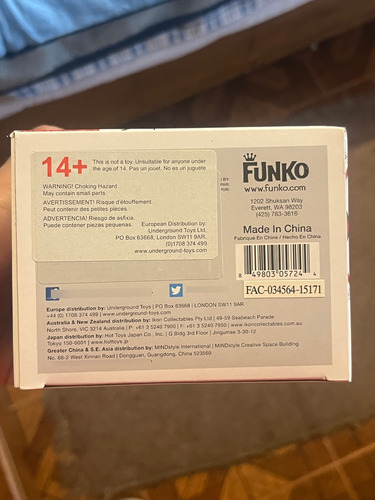 14+
This is not a toy. Unsuitable for anyone under
the age of 14. Pas un jouet. No es un juguete
WARNING! Choking Hazard
May contain small parts.
AVERTISSEMENT! Risque d'étouffement.
Peut contenir des petites pièces.
ADVERTENCIA! Riesgo de asfixia.
Puede contener piezas pequenas.
European Distribution by:
Underground Toys Ltd.
PO Box 63668, London SW11 9AR.
(0)1708 374 499
www.underground-toys.com
FUNKO
www.funko.com
1202 Shuksan Way
Everett, WA 98203
(425) 783-3616
Made In China
Fabriqué En Chine / Hecho En China
8 49803 05724 4
FAC-034564-15171
Europe distribution by: Underground Toys | PO Box 63668 | LONDON SW11 9AR
+44 (0) 1708 374 499 | www.underground-toys.com
Australia & New Zealand distribution by: Ikon Collectables Pty Ltd | 49-59 Seabeach Parade
North Shore, VIC 3214 Australia | P: +61 3 5240 7900 | F: +61 3 5240 7950 | www.ikoncollectables.com.au
Japan distribution by: Hot Toys Japan Co., Inc. | G Bldg 3rd Floor | Jingumae 3-30-12
Tokyo 150-0001 | www.hottoys.jp
Greater China & S.E. Asia distribution by: MINDstyle International | MINDstyle Creative Space Building
No. 68-2 West Xinnan Road | Dongguan, Guangdong, China 523560